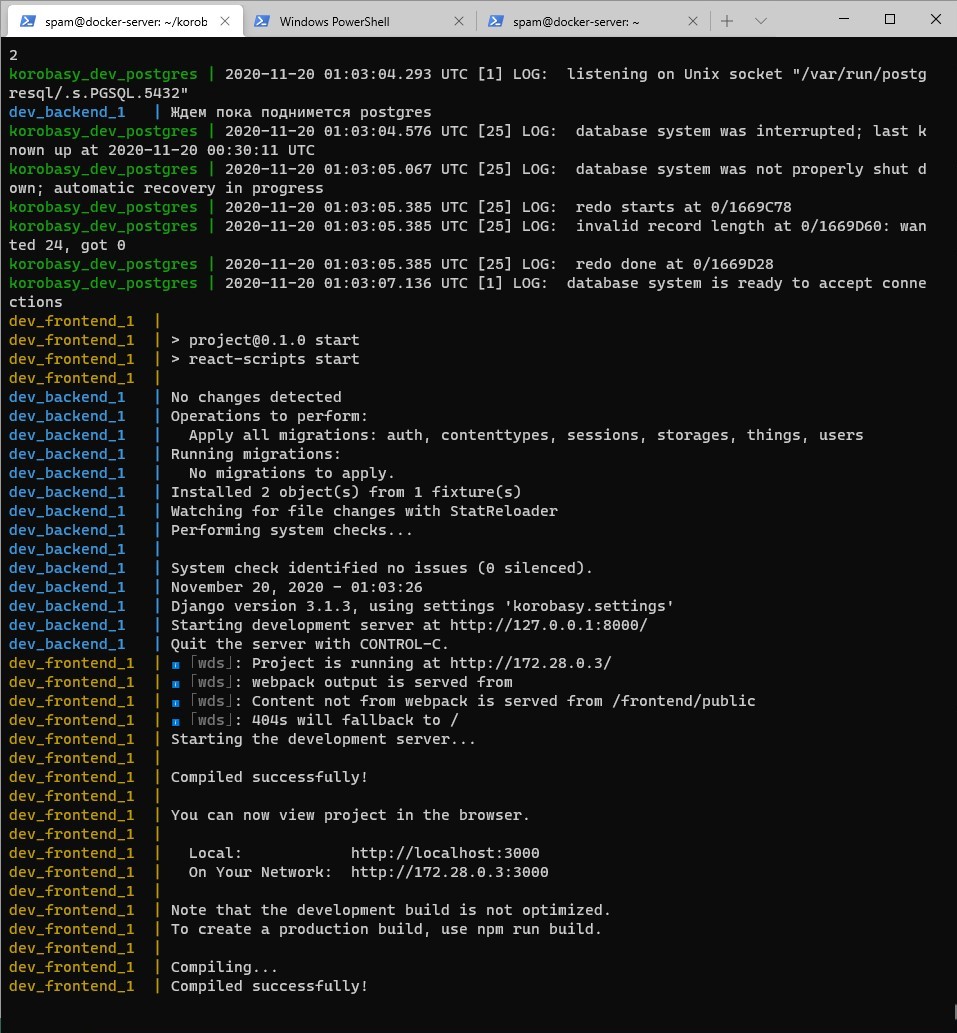 spam@docker-server: ~/korob
Windows PowerShell
spam@docker-server: ~
2
korobasy_dev_postgres | 2020-11-20 01:03:04.293 UTC [1] LOG:  listening on Unix socket "/var/run/postg
resql/.s.PGSQL.5432"
dev_backend_1   | Ждем пока поднимется postgres
korobasy_dev_postgres | 2020-11-20 01:03:04.576 UTC [25] LOG:  database system was interrupted; last k
nown up at 2020-11-20 00:30:11 UTC
korobasy_dev_postgres | 2020-11-20 01:03:05.067 UTC [25] LOG:  database system was not properly shut d
own; automatic recovery in progress
korobasy_dev_postgres | 2020-11-20 01:03:05.385 UTC [25] LOG:  redo starts at 0/1669C78
korobasy_dev_postgres | 2020-11-20 01:03:05.385 UTC [25] LOG:  invalid record length at 0/1669D60: wan
ted 24, got 0
korobasy_dev_postgres | 2020-11-20 01:03:05.385 UTC [25] LOG:  redo done at 0/1669D28
korobasy_dev_postgres | 2020-11-20 01:03:07.136 UTC [1] LOG:  database system is ready to accept conne
ctions
dev_frontend_1  |
dev_frontend_1  | > project@0.1.0 start
dev_frontend_1  | > react-scripts start
dev_frontend_1  |
dev_backend_1   | No changes detected
dev_backend_1   | Operations to perform:
dev_backend_1   |   Apply all migrations: auth, contenttypes, sessions, storages, things, users
dev_backend_1   | Running migrations:
dev_backend_1   |   No migrations to apply.
dev_backend_1   | Installed 2 object(s) from 1 fixture(s)
dev_backend_1   | Watching for file changes with StatReloader
dev_backend_1   | Performing system checks...
dev_backend_1   |
dev_backend_1   | System check identified no issues (0 silenced).
dev_backend_1   | November 20, 2020 - 01:03:26
dev_backend_1   | Django version 3.1.3, using settings 'korobasy.settings'
dev_backend_1   | Starting development server at http://127.0.0.1:8000/
dev_backend_1   | Quit the server with CONTROL-C.
dev_frontend_1  | ℹ ｢wds｣: Project is running at http://172.28.0.3/
dev_frontend_1  | ℹ ｢wds｣: webpack output is served from
dev_frontend_1  | ℹ ｢wds｣: Content not from webpack is served from /frontend/public
dev_frontend_1  | ℹ ｢wds｣: 404s will fallback to /
dev_frontend_1  | Starting the development server...
dev_frontend_1  |
dev_frontend_1  | Compiled successfully!
dev_frontend_1  |
dev_frontend_1  | You can now view project in the browser.
dev_frontend_1  |
dev_frontend_1  |   Local:            http://localhost:3000
dev_frontend_1  |   On Your Network:  http://172.28.0.3:3000
dev_frontend_1  |
dev_frontend_1  | Note that the development build is not optimized.
dev_frontend_1  | To create a production build, use npm run build.
dev_frontend_1  |
dev_frontend_1  | Compiling...
dev_frontend_1  | Compiled successfully!